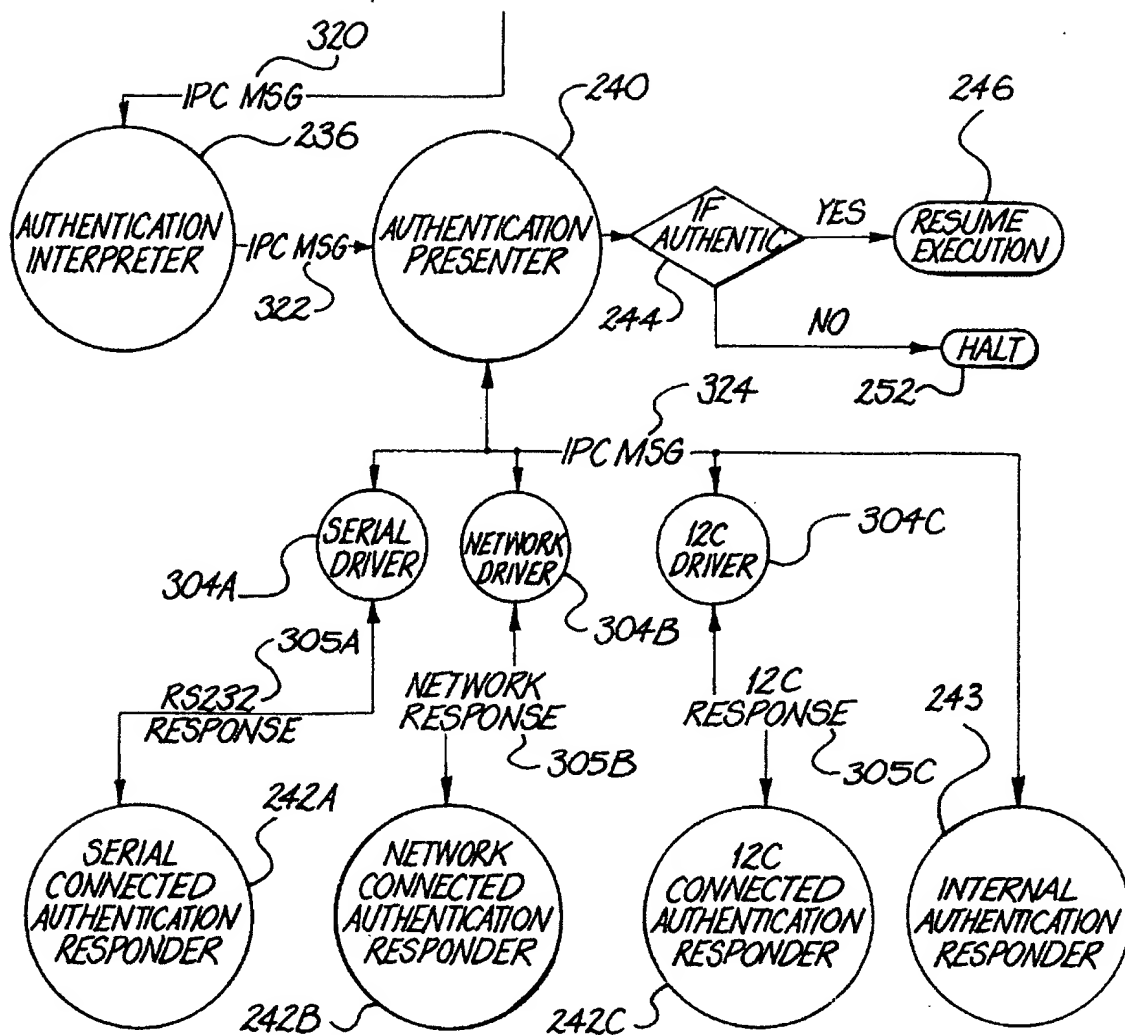 320
IPC MSG
240
246
236
AUTHENTICATION
INTERPRETER
IPC MSG
322
AUTHENTICATION
PRESENTER
IF
AUTHENTIC
244
YES
RESUME
EXECUTION
NO
HALT
252
324
IPC MSG
SERIAL
DRIVER
304A
NETWORK
DRIVER
304B
12C
DRIVER
304C
305A
RS232
RESPONSE
NETWORK
RESPONSE
305B
12C
RESPONSE
305C
243
242A
SERIAL
CONNECTED
AUTHENTICATION
RESPONDER
NETWORK
CONNECTED
AUTHENTICATION
RESPONDER
242B
12C
CONNECTED
AUTHENTICATION
RESPONDER
242C
INTERNAL
AUTHENTICATION
RESPONDER